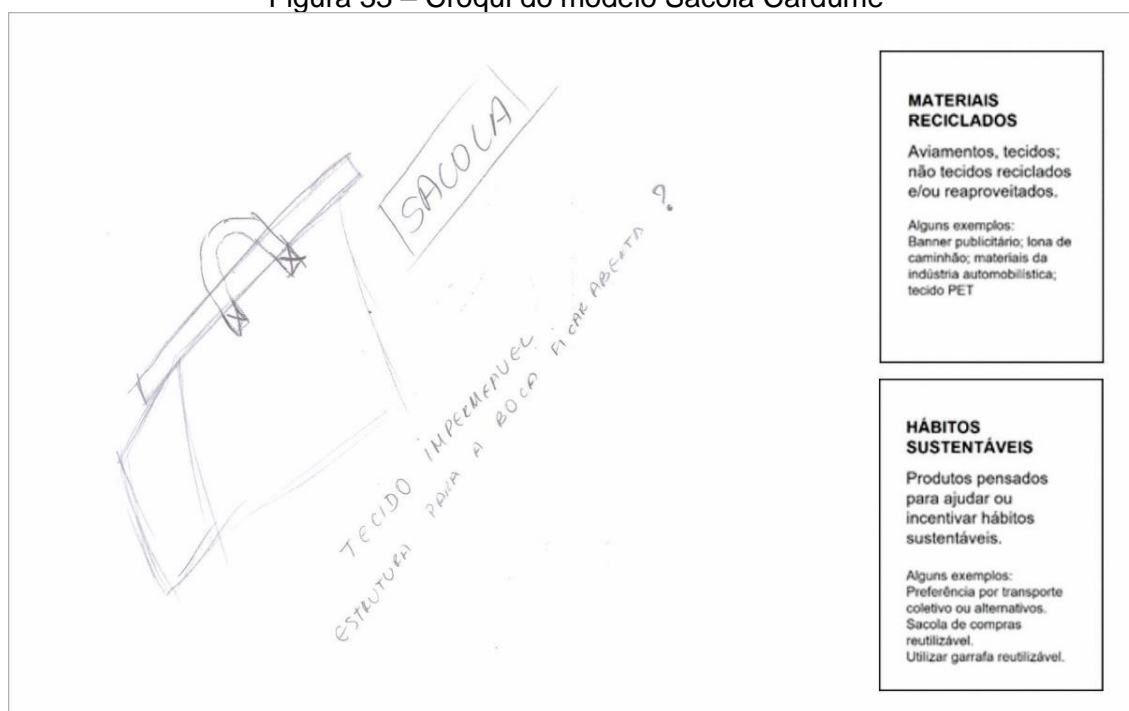 Figura 33 – Croqui do modelo Sacola Cardume
SACOLA
TECIDO IMPERMEAVEL
ESTRUTURA PARA A BOCA FICAR ABERTA ?
MATERIAIS
RECICLADOS
Aviamentos, tecidos;
não tecidos reciclados
e/ou reaproveitados.
Alguns exemplos:
Banner publicitário; lona de
caminhão; materiais da
indústria automobilística;
tecido PET
HÁBITOS
SUSTENTÁVEIS
Produtos pensados
para ajudar ou
incentivar hábitos
sustentáveis.
Alguns exemplos:
Preferência por transporte
coletivo ou alternativos.
Sacola de compras
reutilizável.
Utilizar garrafa reutilizável.